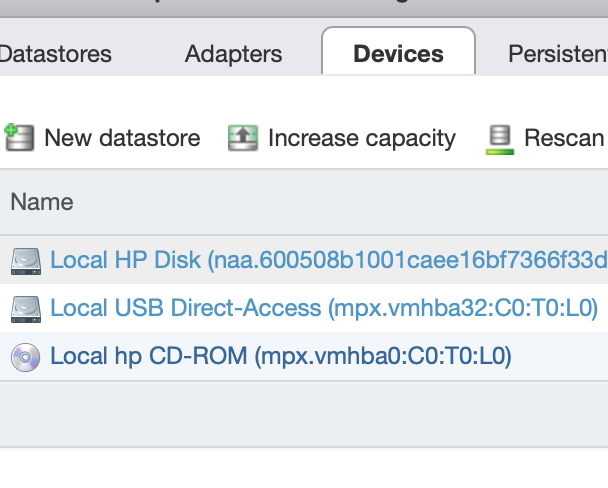 Datastores Adapters Devices Persisten
New datastore Increase capacity Rescan
Name
Local HP Disk (naa.600508b1001caee16bf7366f33d
Local USB Direct-Access (mpx.vmhba32:C0:T0:L0)
Local hp CD-ROM (mpx.vmhba0:C0:T0:L0)